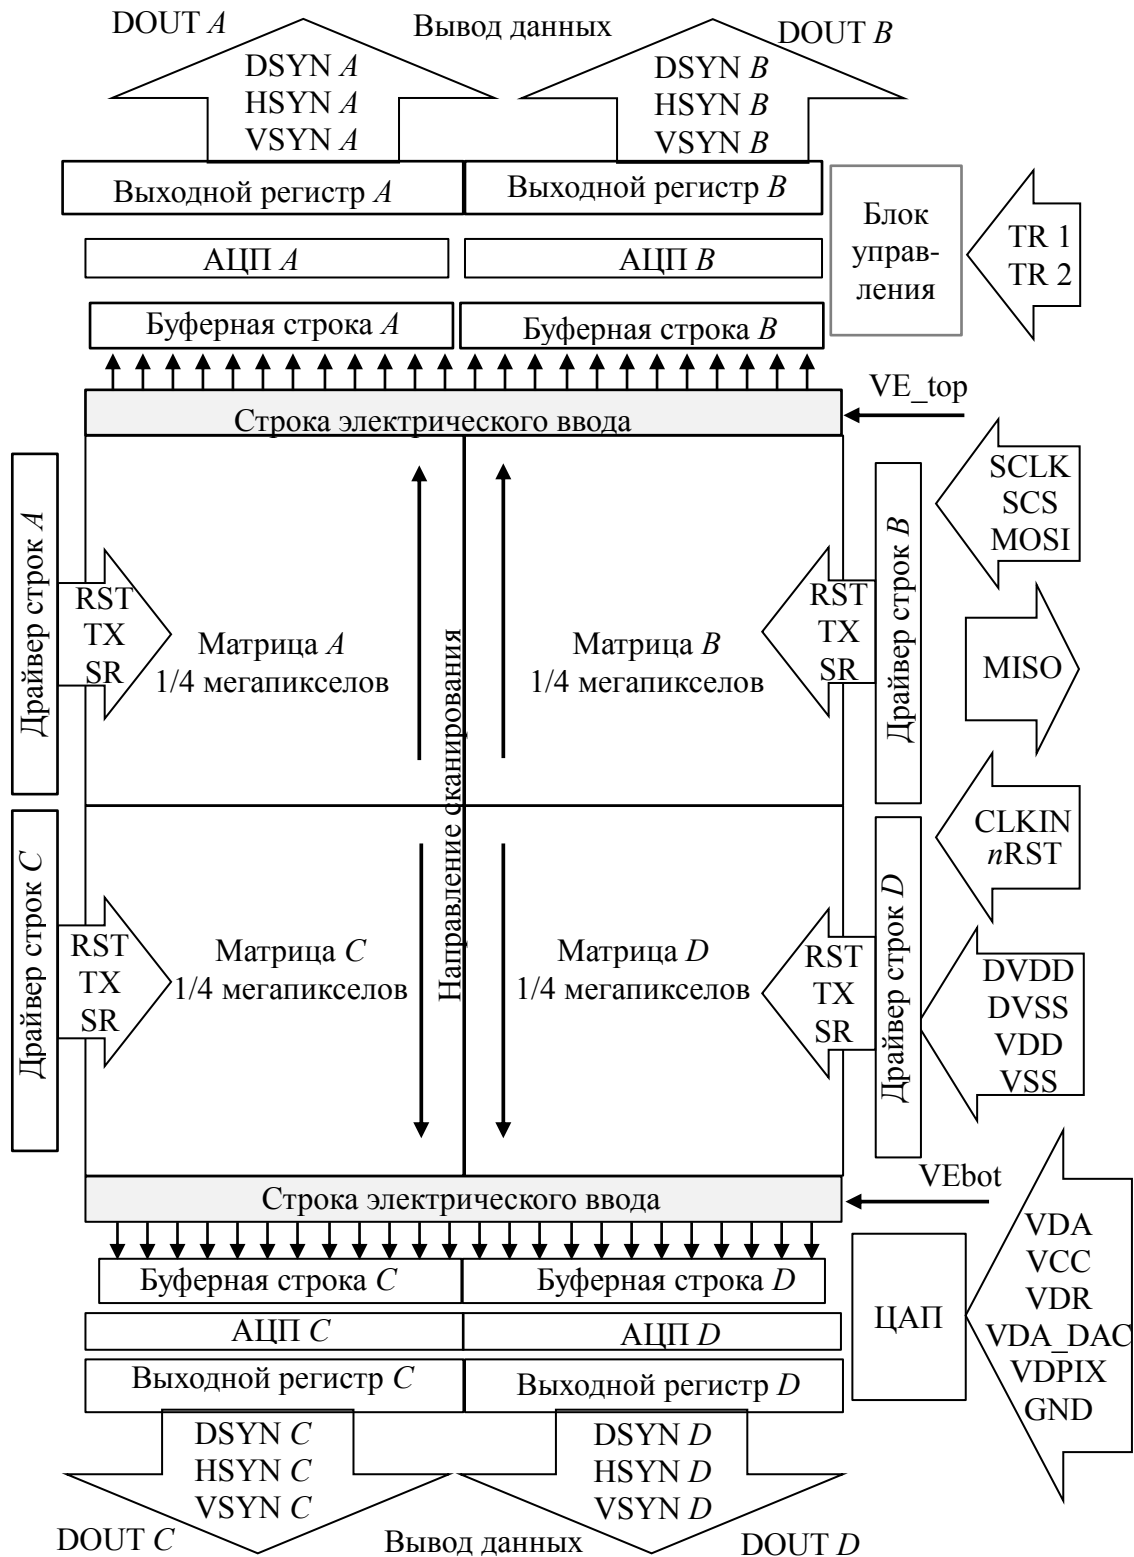 DOUT A
Вывод данных
DOUT B
DSYN A
HSYN A
VSYN A
DSYN B
HSYN B
VSYN B
Выходной регистр A
Выходной регистр B
Блок
управ-
ления
TR 1
TR 2
АЦП A
АЦП B
Буферная строка A
Буферная строка B
VE_top
Строка электрического ввода
SCLK
SCS
MOSI
Драйвер строк A
RST
TX
SR
Матрица A
1/4 мегапикселов
Направление сканирования
Матрица B
1/4 мегапикселов
RST
TX
SR
Драйвер строк B
MISO
CLKIN
nRST
Драйвер строк C
RST
TX
SR
Матрица C
1/4 мегапикселов
Матрица D
1/4 мегапикселов
RST
TX
SR
Драйвер строк D
DVDD
DVSS
VDD
VSS
VEbot
Строка электрического ввода
Буферная строка C
Буферная строка D
АЦП C
АЦП D
Выходной регистр C
Выходной регистр D
ЦАП
VDA
VCC
VDR
VDA_DAC
VDPIX
GND
DSYN C
HSYN C
VSYN C
DSYN D
HSYN D
VSYN D
DOUT C
Вывод данных
DOUT D